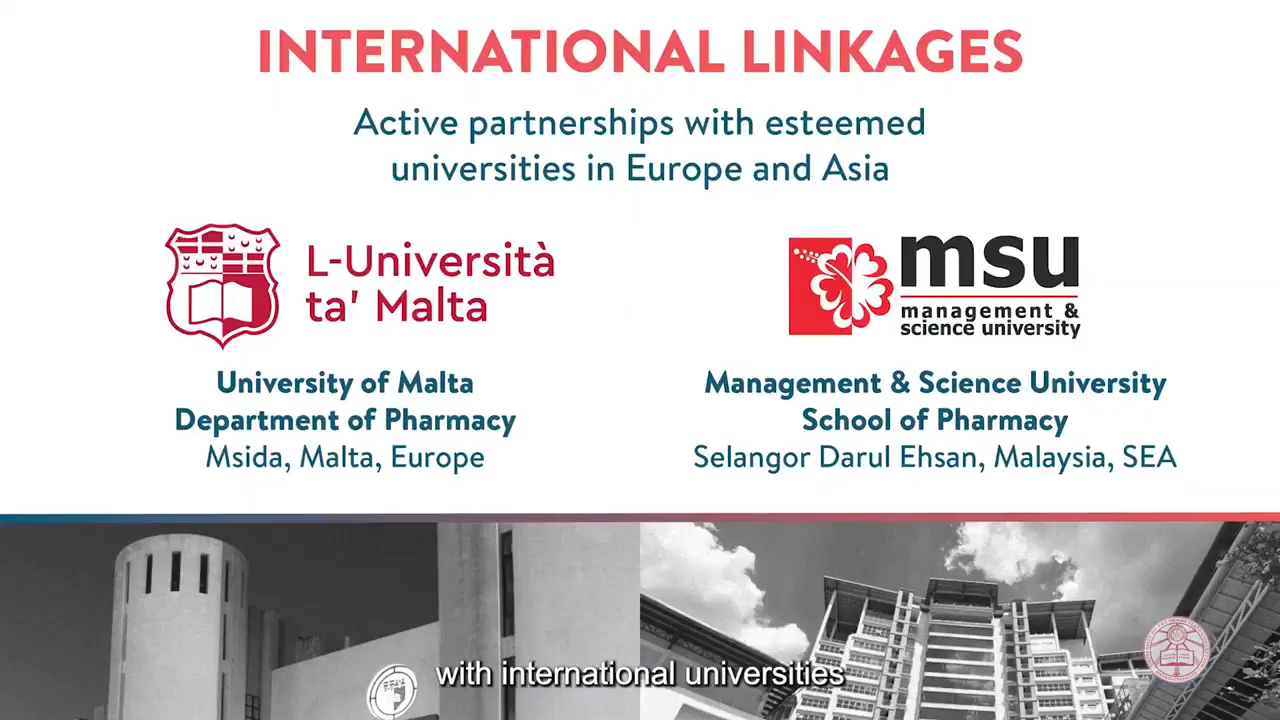 INTERNATIONAL LINKAGES
Active partnerships with esteemed
universities in Europe and Asia
L-Università
ta' Malta
University of Malta
Department of Pharmacy
Msida, Malta, Europe
msu
management &
science university
Management & Science University
School of Pharmacy
Selangor Darul Ehsan, Malaysia, SEA
with international universities